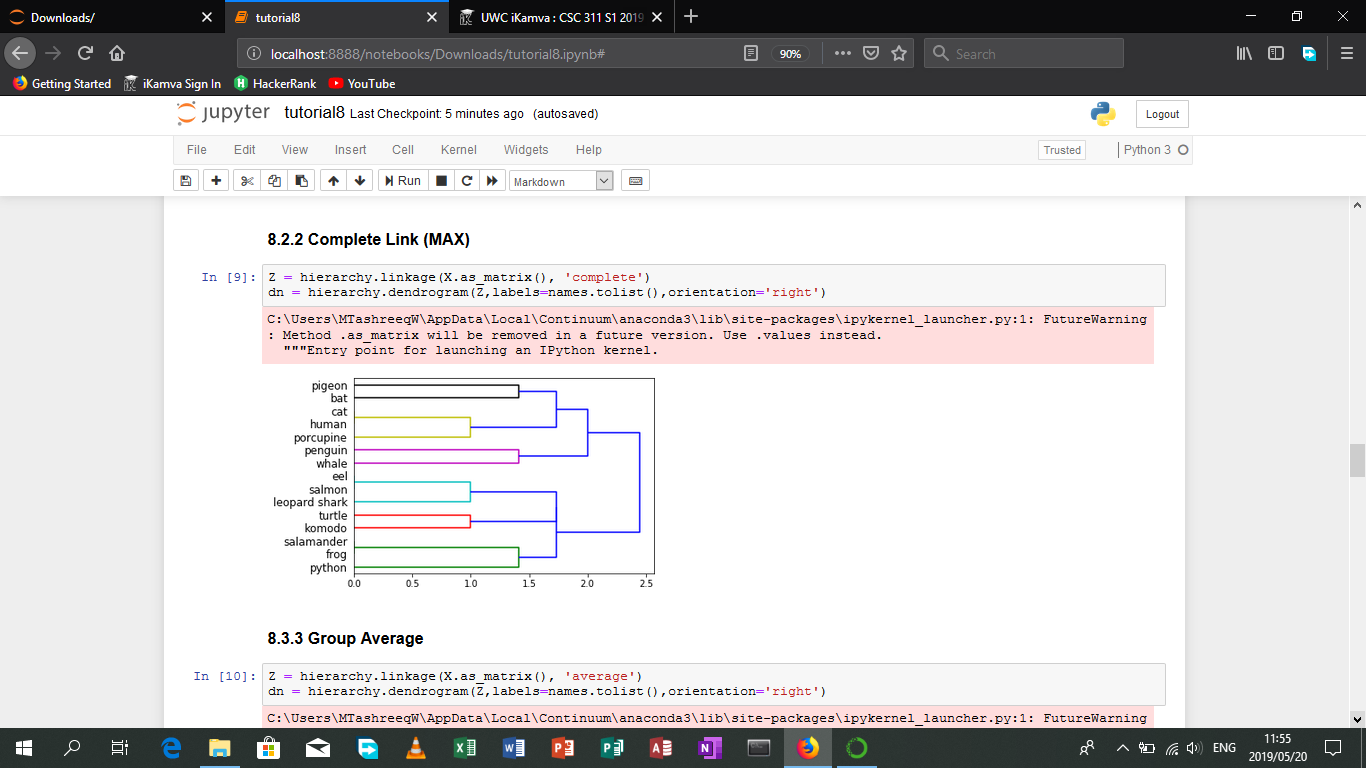 Downloads/
tutorial8
UWC iKamva : CSC 311 S1 2019
localhost:8888/notebooks/Downloads/tutorial8.ipynb#
90%
Search
Getting Started
iKamva Sign In
HackerRank
YouTube
jupyter tutorial8 Last Checkpoint: 5 minutes ago (autosaved)
Logout
File Edit View Insert Cell Kernel Widgets Help
Trusted
Python 3
Run
Markdown
8.2.2 Complete Link (MAX)
In [9]: Z = hierarchy.linkage(X.as_matrix(), 'complete')
dn = hierarchy.dendrogram(Z,labels=names.tolist(),orientation='right')
C:\Users\MTashreeqW\AppData\Local\Continuum\anaconda3\lib\site-packages\ipykernel_launcher.py:1: FutureWarning
: Method .as_matrix will be removed in a future version. Use .values instead.
"""Entry point for launching an IPython kernel.
pigeon
bat
cat
human
porcupine
penguin
whale
eel
salmon
leopard shark
turtle
komodo
salamander
frog
python
0.0 0.5 1.0 1.5 2.0 2.5
8.3.3 Group Average
In [10]: Z = hierarchy.linkage(X.as_matrix(), 'average')
dn = hierarchy.dendrogram(Z,labels=names.tolist(),orientation='right')
C:\Users\MTashreeqW\AppData\Local\Continuum\anaconda3\lib\site-packages\ipykernel_launcher.py:1: FutureWarning
ENG
11:55
2019/05/20